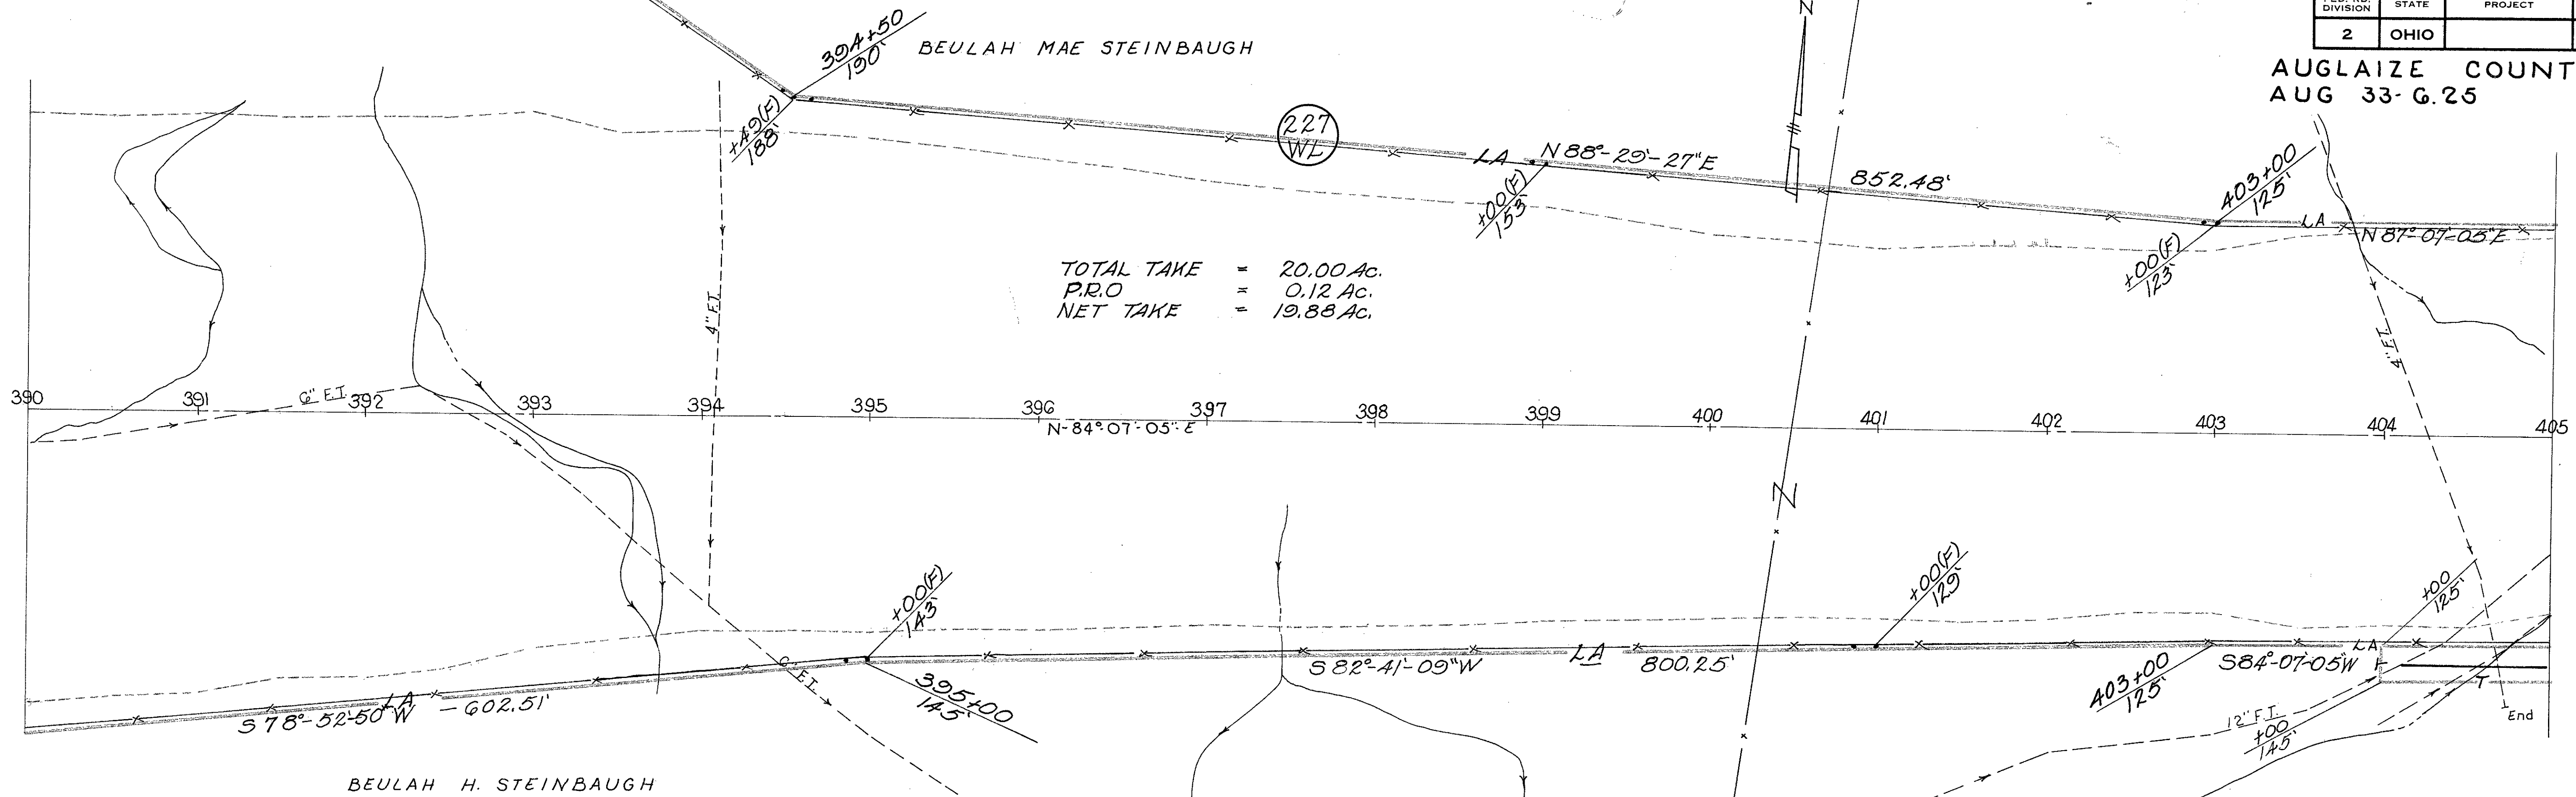 DIVISION STATE PROJECT
2 OHIO
AUGLAIZE COUNT
AUG 33-6.25
394+50
190'
BEULAH MAE STEINBAUGH
N
+49(F)
188'
227
WL
LA N 88°-29'-27"E
852.48'
403+00
125'
+00(F)
153'
LA
N 87°-07'-05"E
+00(F)
123'
TOTAL TAKE = 20.00 Ac.
P.R.O = 0.12 Ac.
NET TAKE = 19.88 Ac.
4" F.T.
4" F.T.
6" F.T.
390 391 392 393 394 395 396 397 398 399 400 401 402 403 404 405
N-84°-07'-05"-E
Z
+00(F)
143'
+00(F)
129'
+00
125'
LA
S 78°-52'-50"W - 602.51'
6" F.T.
395+00
145'
S 82°-41'-09"W
LA
800.25'
403+00
125'
LA
S84°-07'-05"W
T
12" F.T.
+00
145'
End
BEULAH H. STEINBAUGH